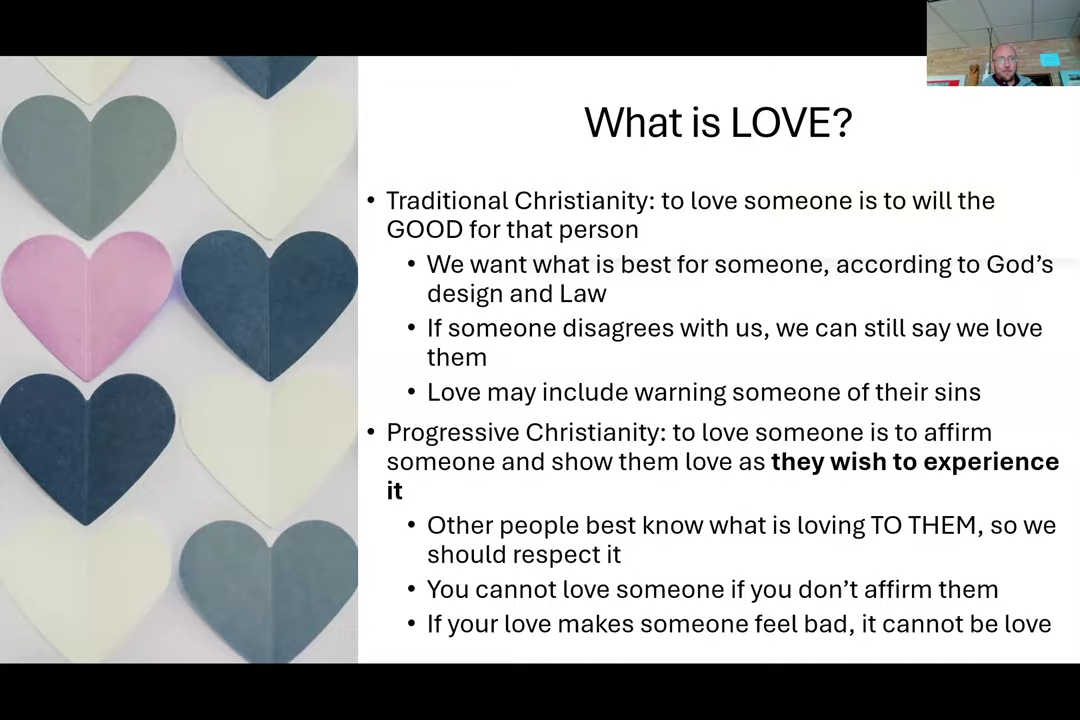 What is LOVE?
• Traditional Christianity: to love someone is to will the
GOOD for that person
• We want what is best for someone, according to God’s
design and Law
• If someone disagrees with us, we can still say we love
them
• Love may include warning someone of their sins
• Progressive Christianity: to love someone is to affirm
someone and show them love as they wish to experience
it
• Other people best know what is loving TO THEM, so we
should respect it
• You cannot love someone if you don’t affirm them
• If your love makes someone feel bad, it cannot be love